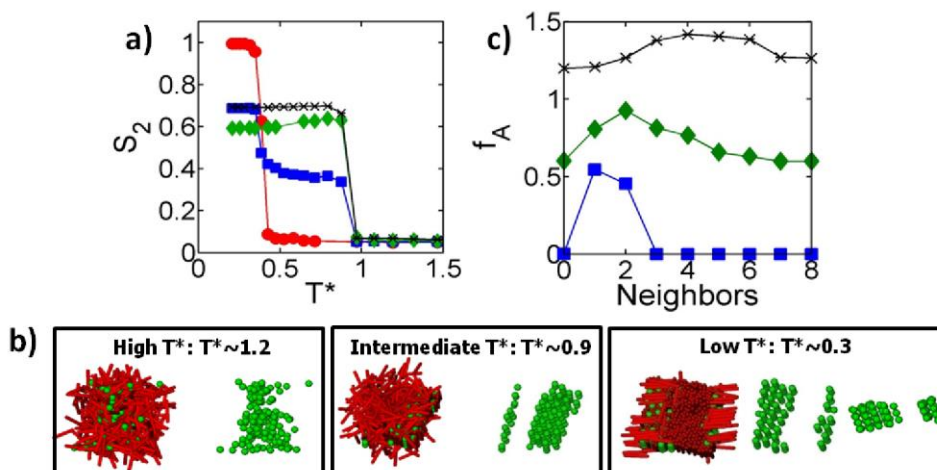 a)
S₂
1
0.8
0.6
0.4
0.2
0
0 0.5 1 1.5
T*
c)
f_A
1.5
1
0.5
0
0 2 4 6 8
Neighbors
b)
High T*: T*~1.2
Intermediate T*: T*~0.9
Low T*: T*~0.3